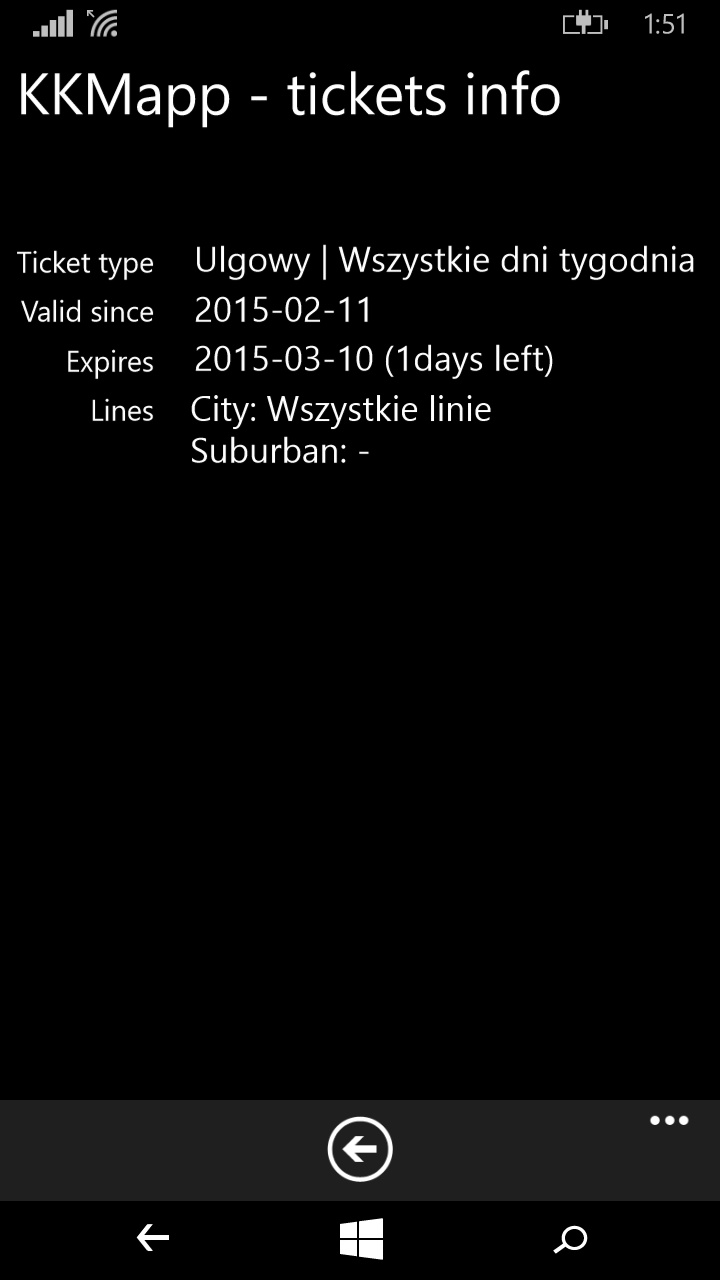 1:51
KKMapp - tickets info
Ticket type Ulgowy | Wszystkie dni tygodnia
Valid since 2015-02-11
Expires 2015-03-10 (1days left)
Lines City: Wszystkie linie
Suburban: -